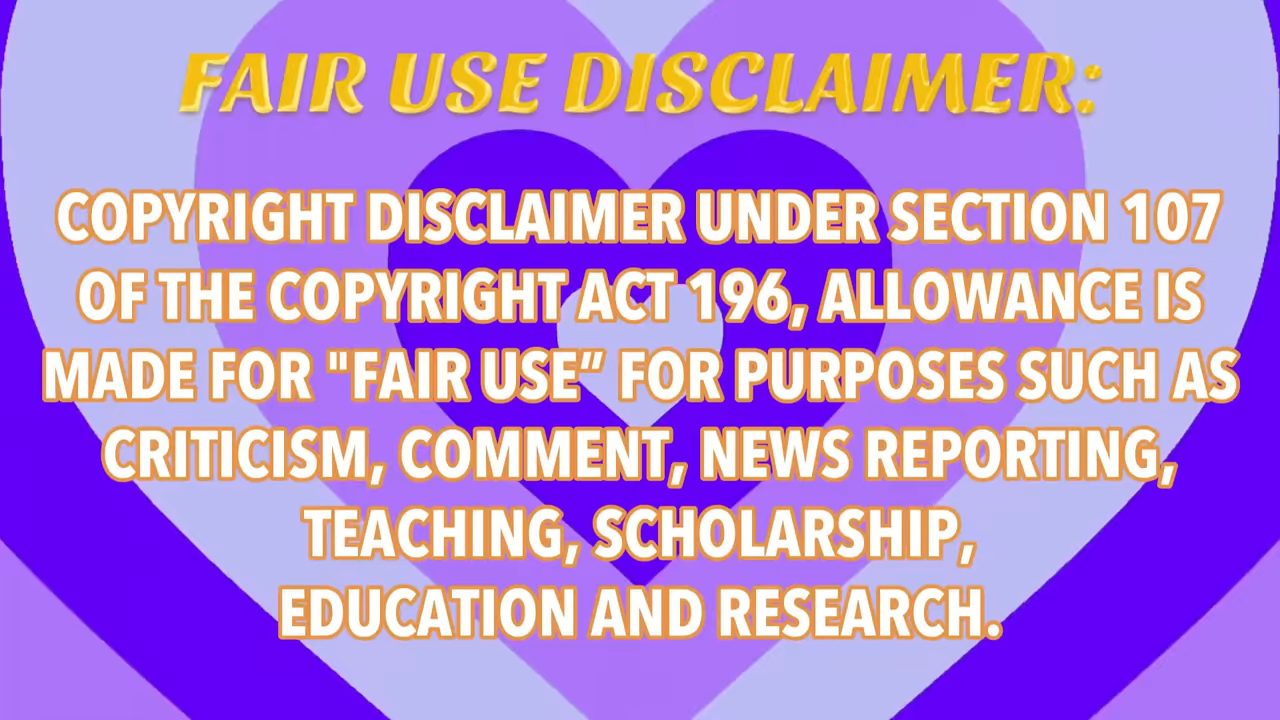 FAIR USE DISCLAIMER:
COPYRIGHT DISCLAIMER UNDER SECTION 107
OF THE COPYRIGHT ACT 196, ALLOWANCE IS
MADE FOR "FAIR USE” FOR PURPOSES SUCH AS
CRITICISM, COMMENT, NEWS REPORTING,
TEACHING, SCHOLARSHIP,
EDUCATION AND RESEARCH.